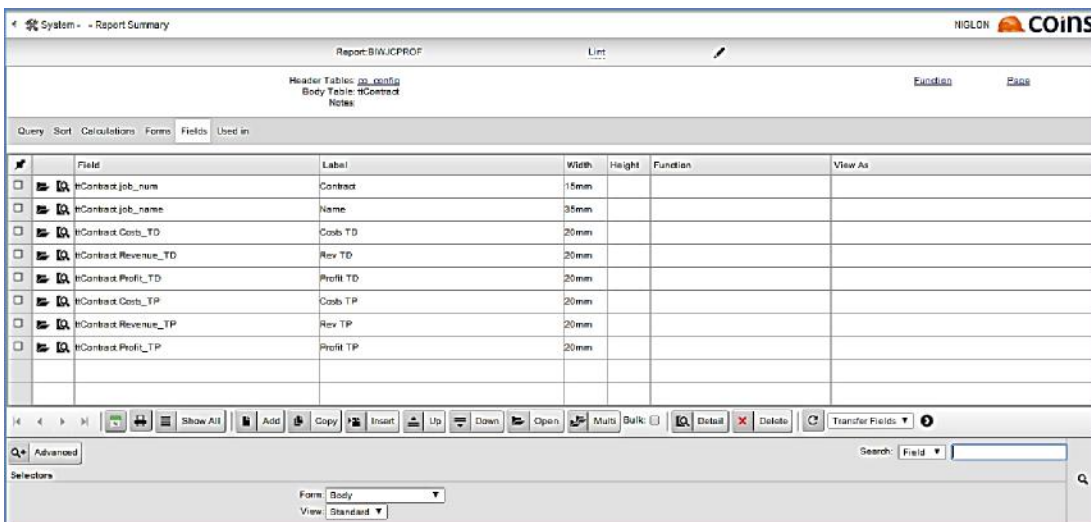 System - - Report Summary NIGLON COINS
Report:BIWJCPROF Lint
Header Tables: co_config Function Page
Body Table: ttContract
Notes:
Query Sort Calculations Forms Fields Used in
Field Label Width Height Function View As
ttContract.job_num Contract 15mm
ttContract.job_name Name 35mm
ttContract.Costs_TD Costs TD 20mm
ttContract.Revenue_TD Rev TD 20mm
ttContract.Profit_TD Profit TD 20mm
ttContract.Costs_TP Costs TP 20mm
ttContract.Revenue_TP Rev TP 20mm
ttContract.Profit_TP Profit TP 20mm
Show All Add Copy Insert Up Down Open Multi Bulk: Detail Delete Transfer Fields
Advanced Search: Field
Selectors
Form: Body
View: Standard